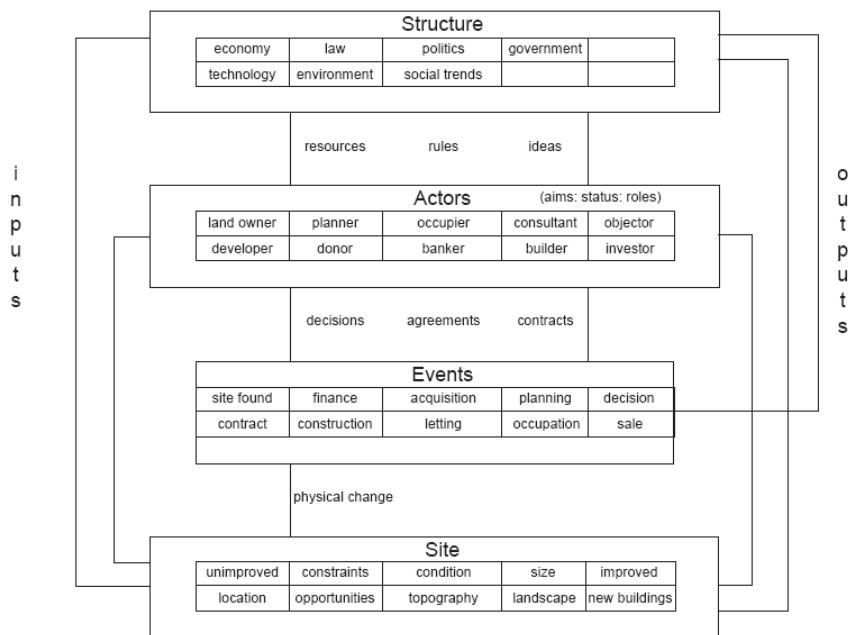 Structure
economy law politics government
technology environment social trends
resources rules ideas
inputs
outputs
Actors (aims: status: roles)
land owner planner occupier consultant objector
developer donor banker builder investor
decisions agreements contracts
Events
site found finance acquisition planning decision
contract construction letting occupation sale
physical change
Site
unimproved constraints condition size improved
location opportunities topography landscape new buildings